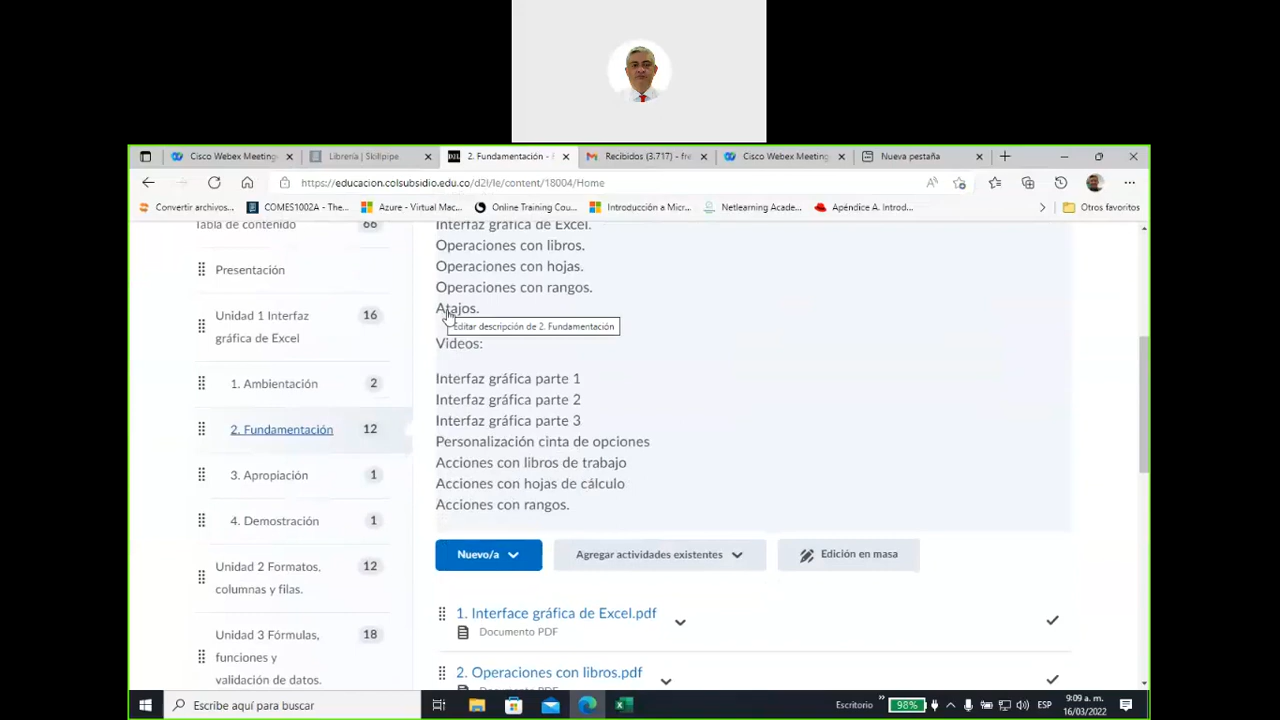 Cisco Webex Meeting
Librería | Skillpipe
2. Fundamentación -
Recibidos (3.717) - fre
Cisco Webex Meeting
Nueva pestaña
https://educacion.colsubsidio.edu.co/d2l/le/content/18004/Home
Convertir archivos...
COMES1002A - The...
Azure - Virtual Mac...
Online Training Cou...
Introducción a Micr...
Netlearning Acade...
Apéndice A. Introd...
Otros favoritos
Tabla de contenido 66
Presentación
Unidad 1 Interfaz 16
gráfica de Excel
1. Ambientación 2
2. Fundamentación 12
3. Apropiación 1
4. Demostración 1
Unidad 2 Formatos, 12
columnas y filas.
Unidad 3 Fórmulas, 18
funciones y
validación de datos.
Interfaz gráfica de Excel.
Operaciones con libros.
Operaciones con hojas.
Operaciones con rangos.
Atajos.
Editar descripción de 2. Fundamentación
Videos:
Interfaz gráfica parte 1
Interfaz gráfica parte 2
Interfaz gráfica parte 3
Personalización cinta de opciones
Acciones con libros de trabajo
Acciones con hojas de cálculo
Acciones con rangos.
Nuevo/a
Agregar actividades existentes
Edición en masa
1. Interface gráfica de Excel.pdf
Documento PDF
2. Operaciones con libros.pdf
Documento PDF
Escribe aquí para buscar
Escritorio
98%
ESP
9:09 a. m.
16/03/2022